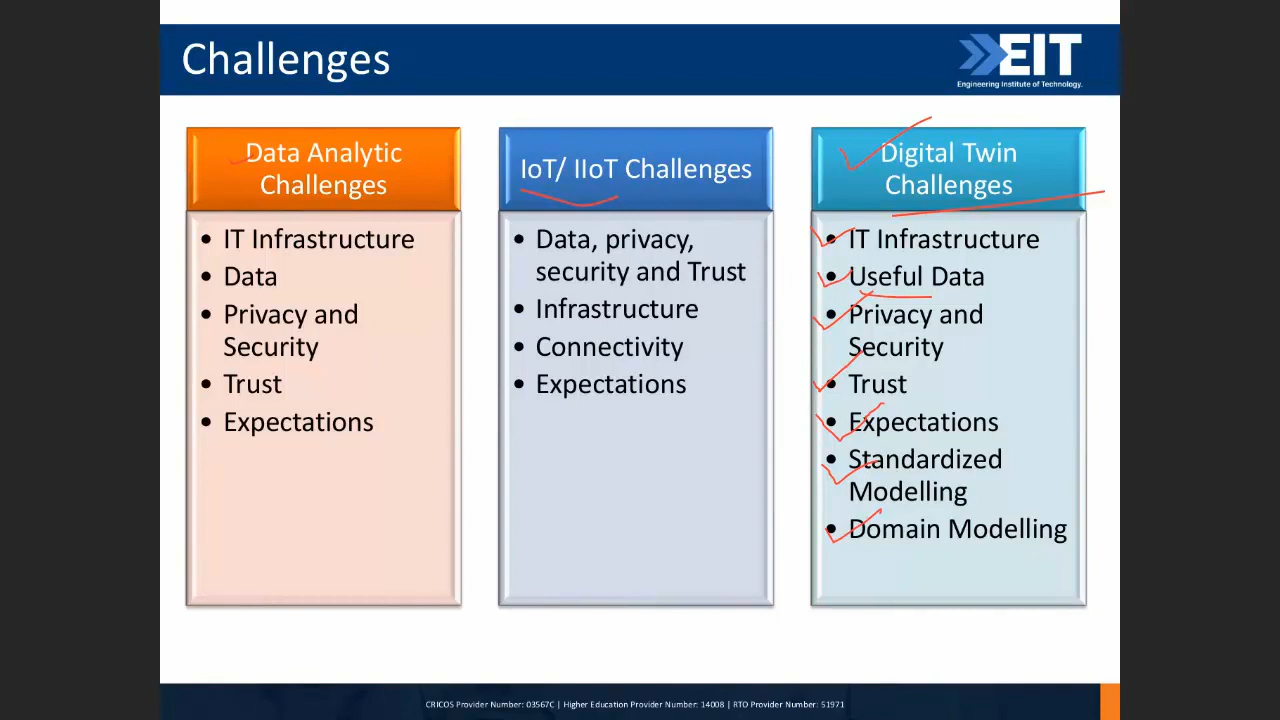 Challenges
EIT
Engineering Institute of Technology.
Data Analytic
Challenges
• IT Infrastructure
• Data
• Privacy and
Security
• Trust
• Expectations
IoT/ IIoT Challenges
• Data, privacy,
security and Trust
• Infrastructure
• Connectivity
• Expectations
Digital Twin
Challenges
• IT Infrastructure
• Useful Data
• Privacy and
Security
• Trust
• Expectations
• Standardized
Modelling
• Domain Modelling
CRICOS Provider Number: 03567C | Higher Education Provider Number: 14008 | RTO Provider Number: 51971